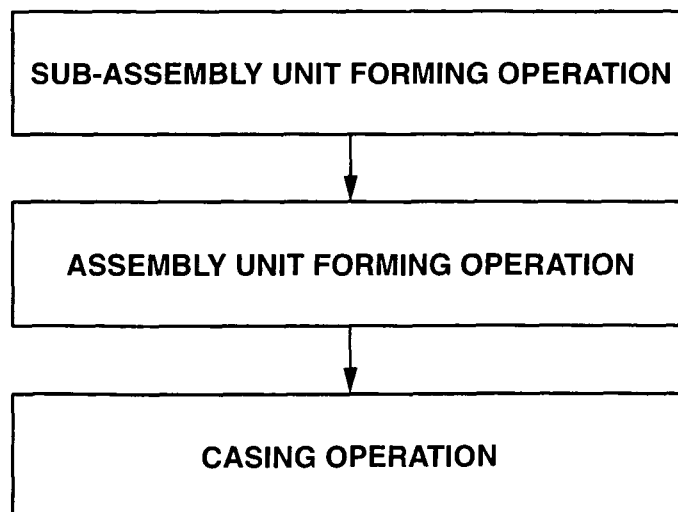 SUB-ASSEMBLY UNIT FORMING OPERATION
ASSEMBLY UNIT FORMING OPERATION
CASING OPERATION